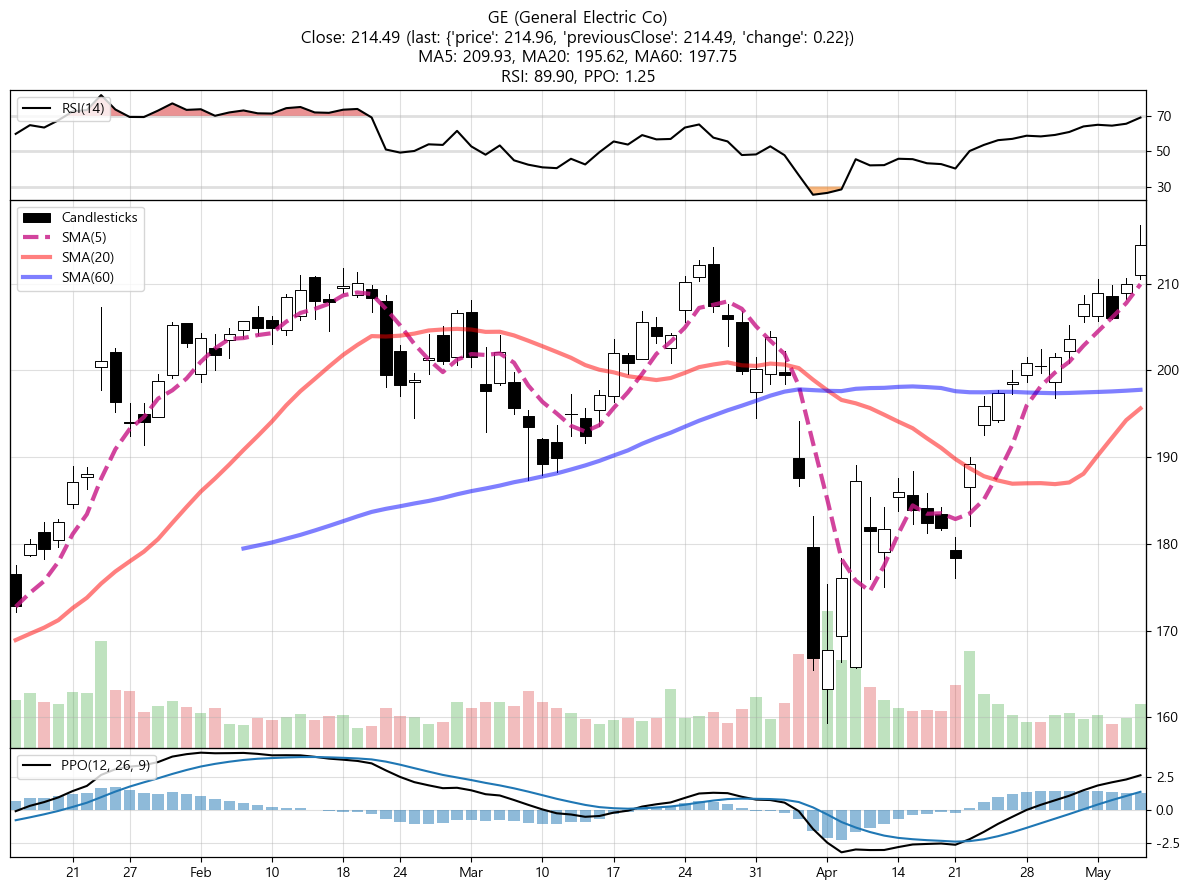 GE (General Electric Co)
Close: 214.49 (last: {'price': 214.96, 'previousClose': 214.49, 'change': 0.22})
MA5: 209.93, MA20: 195.62, MA60: 197.75
RSI: 89.90, PPO: 1.25
RSI(14)
70
50
30
Candlesticks
SMA(5)
SMA(20)
SMA(60)
210
200
190
180
170
160
PPO(12, 26, 9)
2.5
0.0
−2.5
21 27 Feb 10 18 24 Mar 10 17 24 31 Apr 14 21 28 May